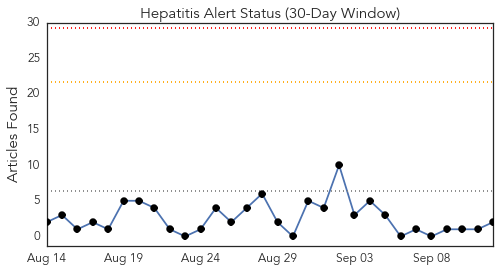 Hepatitis Alert Status (30-Day Window)
Articles Found
30
25
20
15
10
5
0
Aug 14 Aug 19 Aug 24 Aug 29 Sep 03 Sep 08